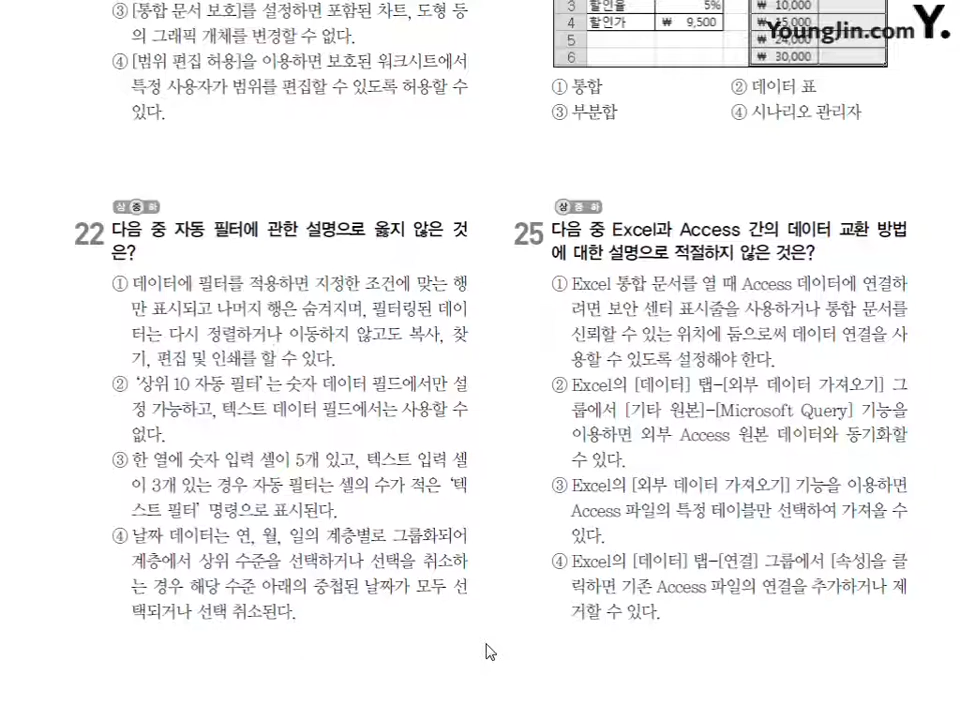 ③ [통합 문서 보호]를 설정하면 포함된 차트, 도형 등
의 그래픽 개체를 변경할 수 없다.
④ [범위 편집 허용]을 이용하면 보호된 워크시트에서
특정 사용자가 범위를 편집할 수 있도록 허용할 수
있다.
상 중 하
22 다음 중 자동 필터에 관한 설명으로 옳지 않은 것
은?
① 데이터에 필터를 적용하면 지정한 조건에 맞는 행
만 표시되고 나머지 행은 숨겨지며, 필터링된 데이
터는 다시 정렬하거나 이동하지 않고도 복사, 찾
기, 편집 및 인쇄를 할 수 있다.
② ‘상위 10 자동 필터’는 숫자 데이터 필드에서만 설
정 가능하고, 텍스트 데이터 필드에서는 사용할 수
없다.
③ 한 열에 숫자 입력 셀이 5개 있고, 텍스트 입력 셀
이 3개 있는 경우 자동 필터는 셀의 수가 적은 ‘텍
스트 필터’ 명령으로 표시된다.
④ 날짜 데이터는 연, 월, 일의 계층별로 그룹화되어
계층에서 상위 수준을 선택하거나 선택을 취소하
는 경우 해당 수준 아래의 중첩된 날짜가 모두 선
택되거나 선택 취소된다.
3 할인율 5% ₩ 10,000
4 할인가 ₩ 9,500 ₩ 15,000
5 ₩ 24,000
6 ₩ 30,000
YoungJin.com Y.
① 통합 ② 데이터 표
③ 부분합 ④ 시나리오 관리자
상 중 하
25 다음 중 Excel과 Access 간의 데이터 교환 방법
에 대한 설명으로 적절하지 않은 것은?
① Excel 통합 문서를 열 때 Access 데이터에 연결하
려면 보안 센터 표시줄을 사용하거나 통합 문서를
신뢰할 수 있는 위치에 둠으로써 데이터 연결을 사
용할 수 있도록 설정해야 한다.
② Excel의 [데이터] 탭-[외부 데이터 가져오기] 그
룹에서 [기타 원본]-[Microsoft Query] 기능을
이용하면 외부 Access 원본 데이터와 동기화할
수 있다.
③ Excel의 [외부 데이터 가져오기] 기능을 이용하면
Access 파일의 특정 테이블만 선택하여 가져올 수
있다.
④ Excel의 [데이터] 탭-[연결] 그룹에서 [속성]을 클
릭하면 기존 Access 파일의 연결을 추가하거나 제
거할 수 있다.